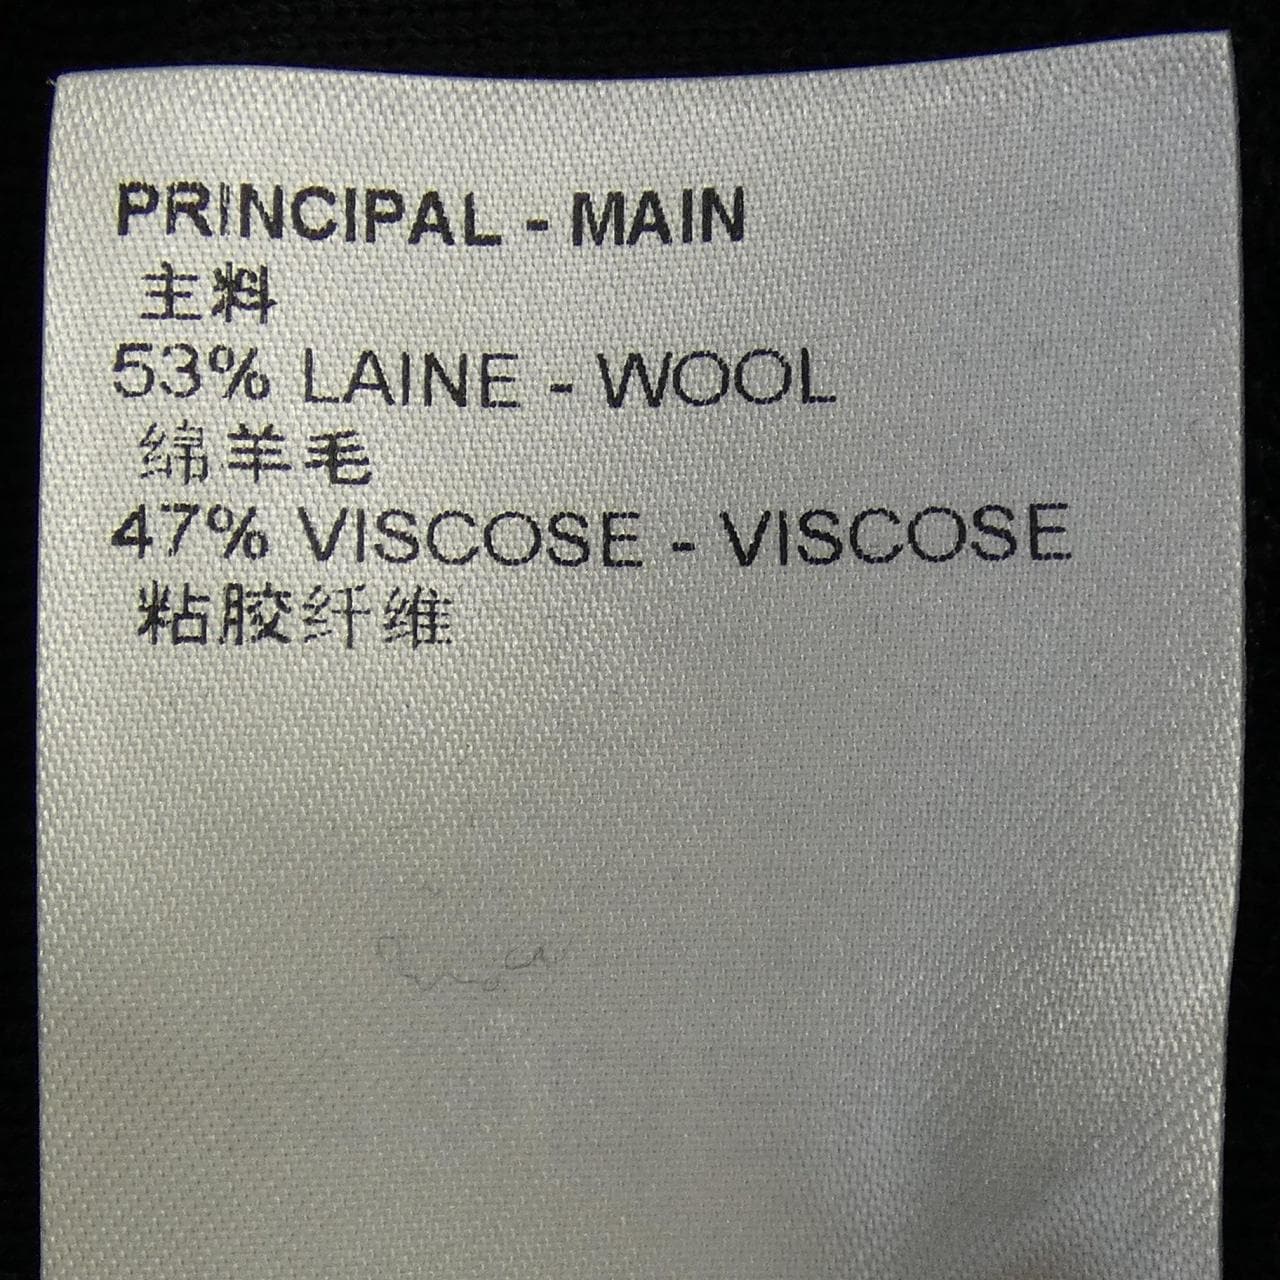 PRINCIPAL - MAIN
主料
53% LAINE - WOOL
绵羊毛
47% VISCOSE - VISCOSE
粘胶纤维